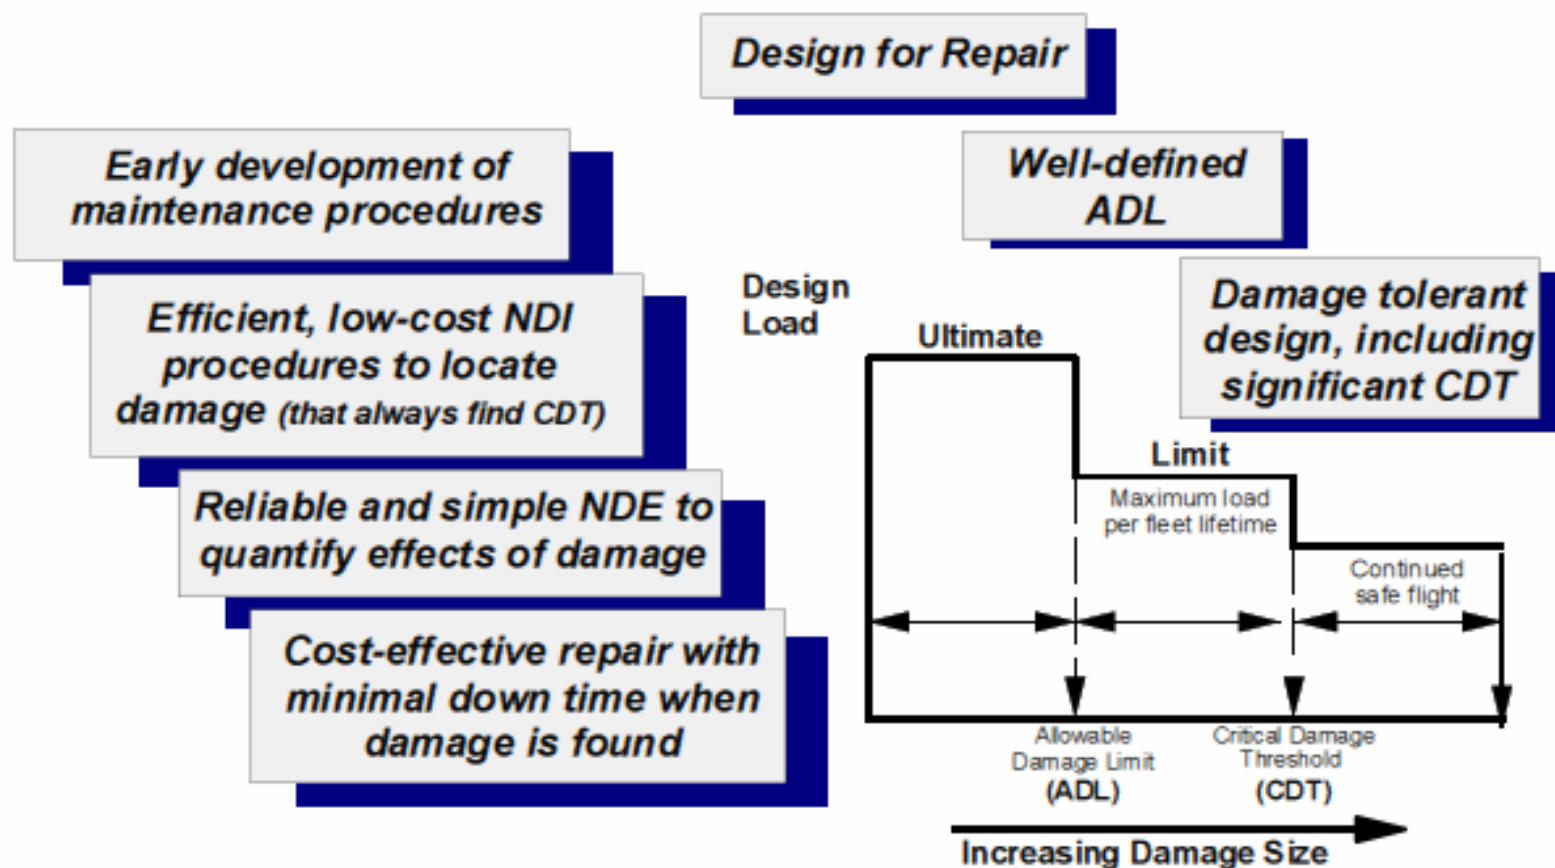 Design for Repair
Early development of
maintenance procedures
Well-defined
ADL
Efficient, low-cost NDI
procedures to locate
damage (that always find CDT)
Damage tolerant
design, including
significant CDT
Reliable and simple NDE to
quantify effects of damage
Cost-effective repair with
minimal down time when
damage is found
Design
Load
Ultimate
Limit
Maximum load
per fleet lifetime
Continued
safe flight
Allowable
Damage Limit
(ADL)
Critical Damage
Threshold
(CDT)
Increasing Damage Size